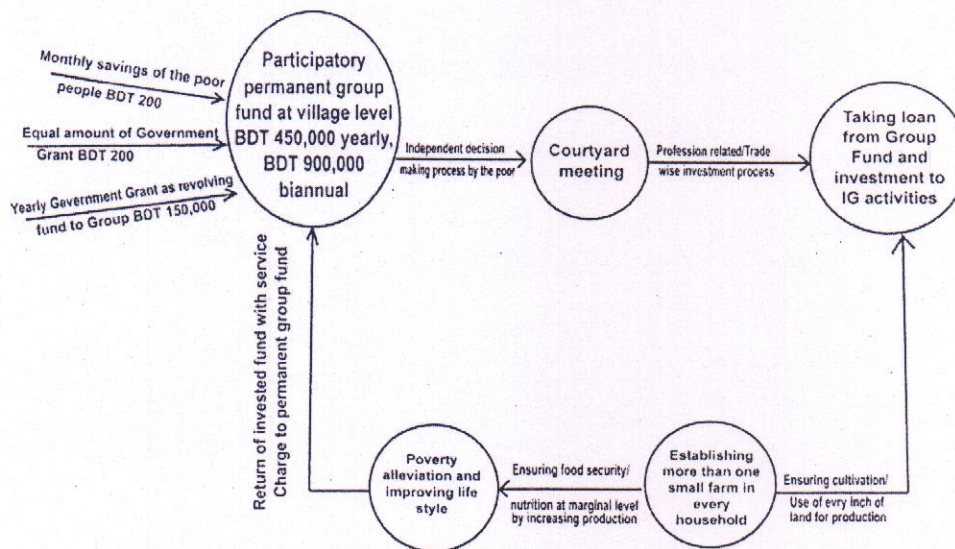 Monthly savings of the poor
people BDT 200
Equal amount of Government
Grant BDT 200
Yearly Government Grant as revolving
fund to Group BDT 150,000
Participatory
permanent group
fund at village level
BDT 450,000 yearly,
BDT 900,000
biannual
Independent decision
making process by the poor
Courtyard
meeting
Profession related/Trade
wise investment process
Taking loan
from Group
Fund and
investment to
IG activities
Return of invested fund with service
Charge to permanent group fund
Poverty
alleviation and
improving life
style
Ensuring food security/
nutrition at marginal level
by increasing production
Establishing
more than one
small farm in
every
household
Ensuring cultivation/
Use of evry inch of
land for production